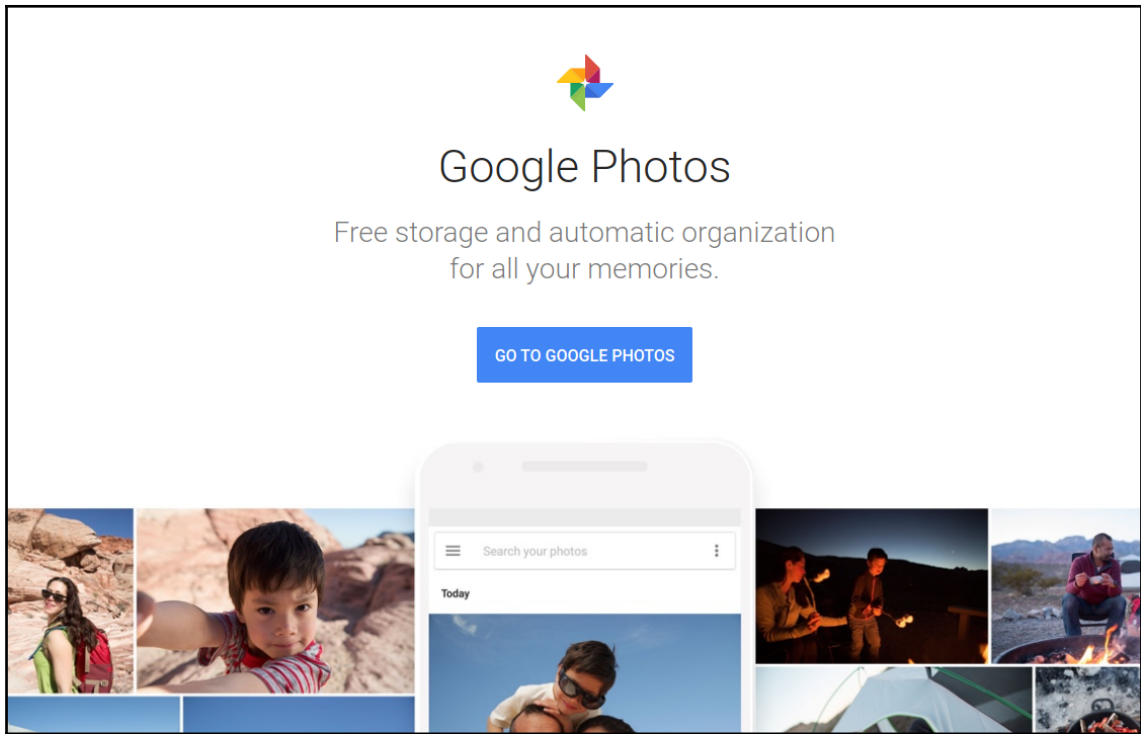 Google Photos
Free storage and automatic organization
for all your memories.
GO TO GOOGLE PHOTOS
Search your photos
Today